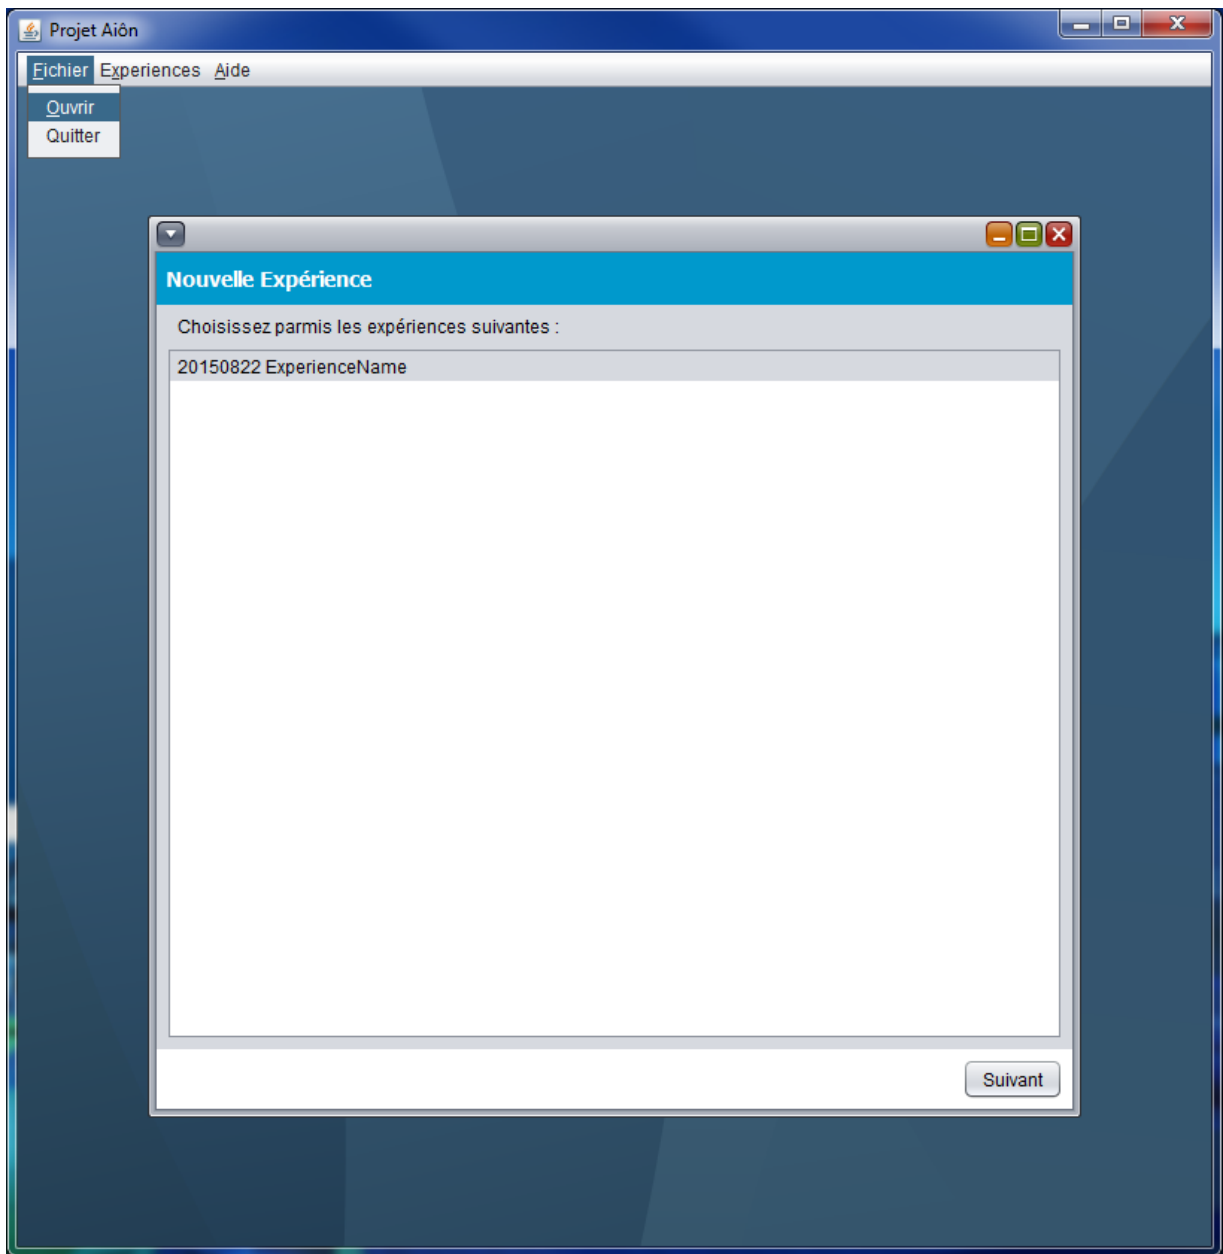 Projet Aiôn
Fichier Experiences Aide
Ouvrir
Quitter
Nouvelle Expérience
Choisissez parmis les expériences suivantes :
20150822 ExperienceName
Suivant